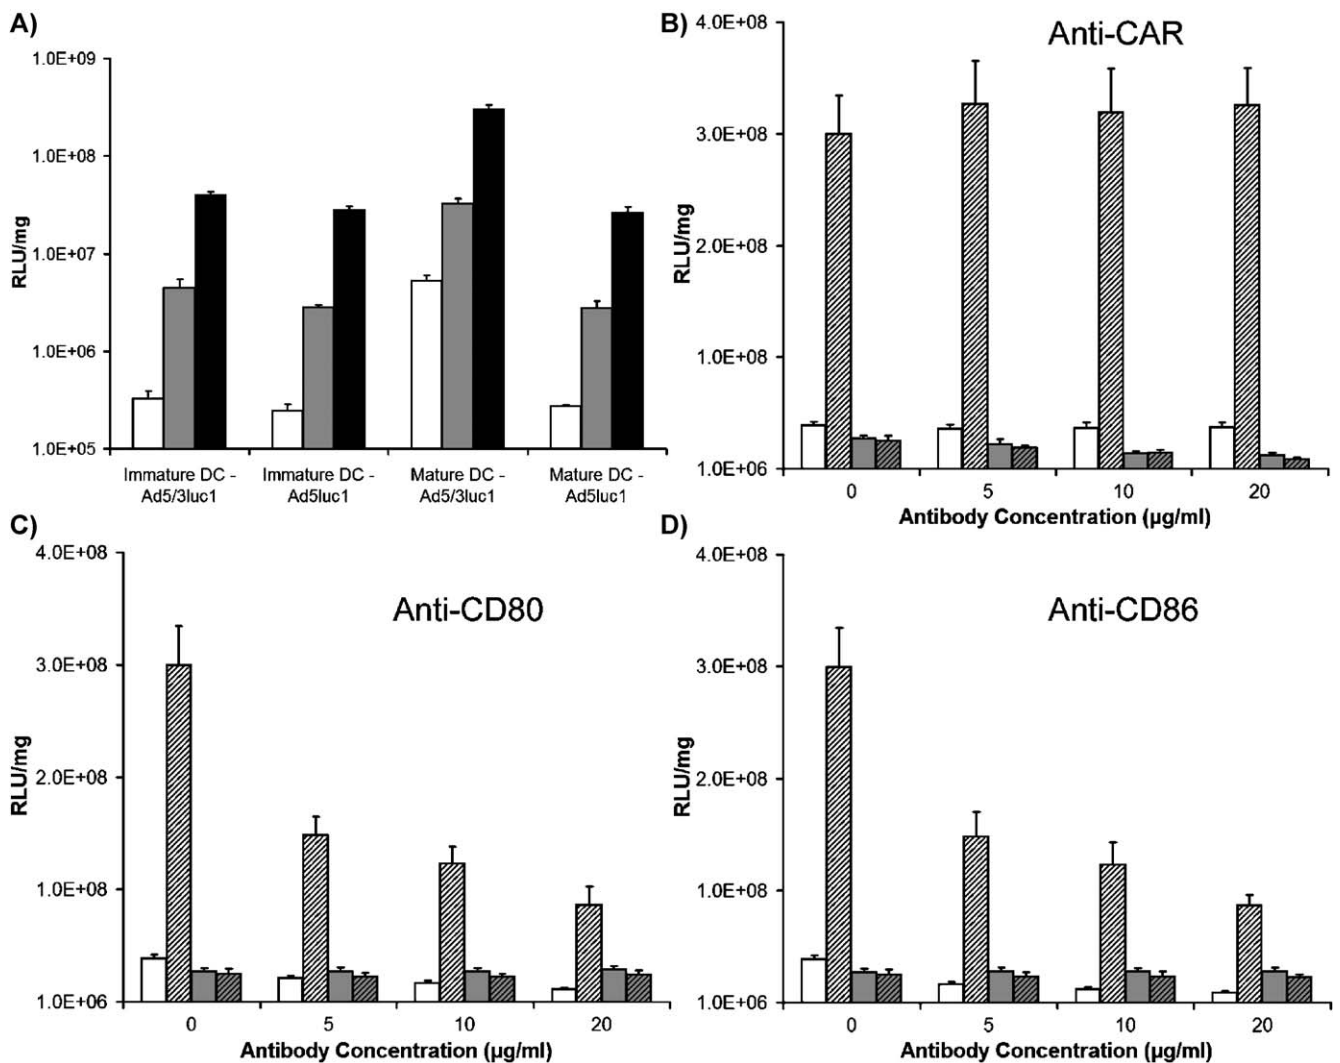 A)
1.0E+09
1.0E+08
1.0E+07
1.0E+06
1.0E+05
RLU/mg
Immature DC -
Ad5/3luc1
Immature DC -
Ad5luc1
Mature DC -
Ad5/3luc1
Mature DC -
Ad5luc1
B)
Anti-CAR
4.0E+08
3.0E+08
2.0E+08
1.0E+08
1.0E+06
RLU/mg
0 5 10 20
Antibody Concentration (µg/ml)
C)
Anti-CD80
4.0E+08
3.0E+08
2.0E+08
1.0E+08
1.0E+06
RLU/mg
0 5 10 20
Antibody Concentration (µg/ml)
D)
Anti-CD86
4.0E+08
3.0E+08
2.0E+08
1.0E+08
1.0E+06
RLU/mg
0 5 10 20
Antibody Concentration (µg/ml)